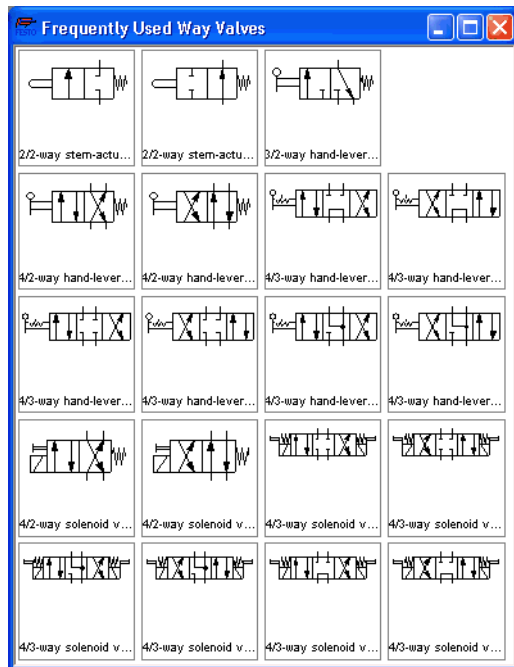 FESTO
Frequently Used Way Valves
2/2-way stem-actu...
2/2-way stem-actu...
3/2-way hand-lever...
4/2-way hand-lever...
4/2-way hand-lever...
4/3-way hand-lever...
4/3-way hand-lever...
4/3-way hand-lever...
4/3-way hand-lever...
4/3-way hand-lever...
4/3-way hand-lever...
4/2-way solenoid v...
4/2-way solenoid v...
4/3-way solenoid v...
4/3-way solenoid v...
4/3-way solenoid v...
4/3-way solenoid v...
4/3-way solenoid v...
4/3-way solenoid v...